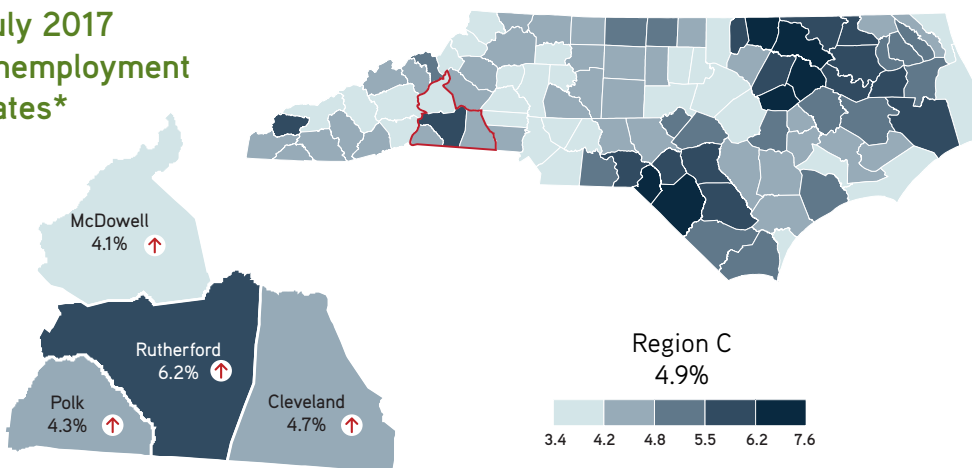 uly 2017
nemployment
ates*
McDowell
4.1%
Rutherford
6.2%
Polk
4.3%
Cleveland
4.7%
Region C
4.9%
3.4 4.2 4.8 5.5 6.2 7.6